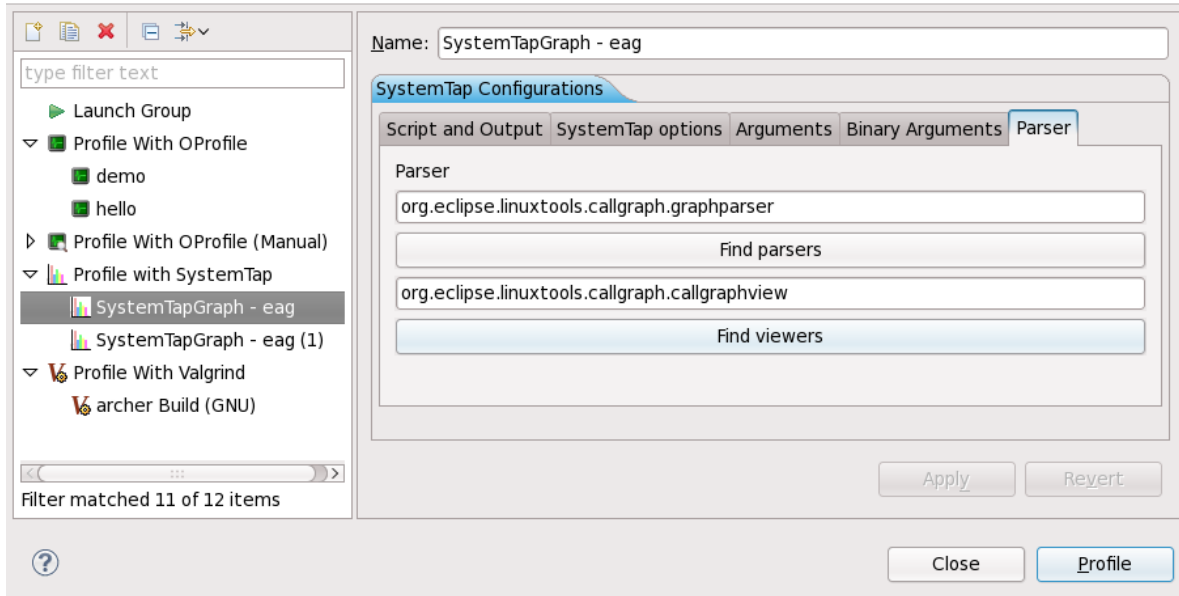 Name: SystemTapGraph - eag
type filter text
Launch Group
Profile With OProfile
demo
hello
Profile With OProfile (Manual)
Profile with SystemTap
SystemTapGraph - eag
SystemTapGraph - eag (1)
Profile With Valgrind
archer Build (GNU)
Filter matched 11 of 12 items
SystemTap Configurations
Script and Output SystemTap options Arguments Binary Arguments Parser
Parser
org.eclipse.linuxtools.callgraph.graphparser
Find parsers
org.eclipse.linuxtools.callgraph.callgraphview
Find viewers
Apply Revert
? Close Profile